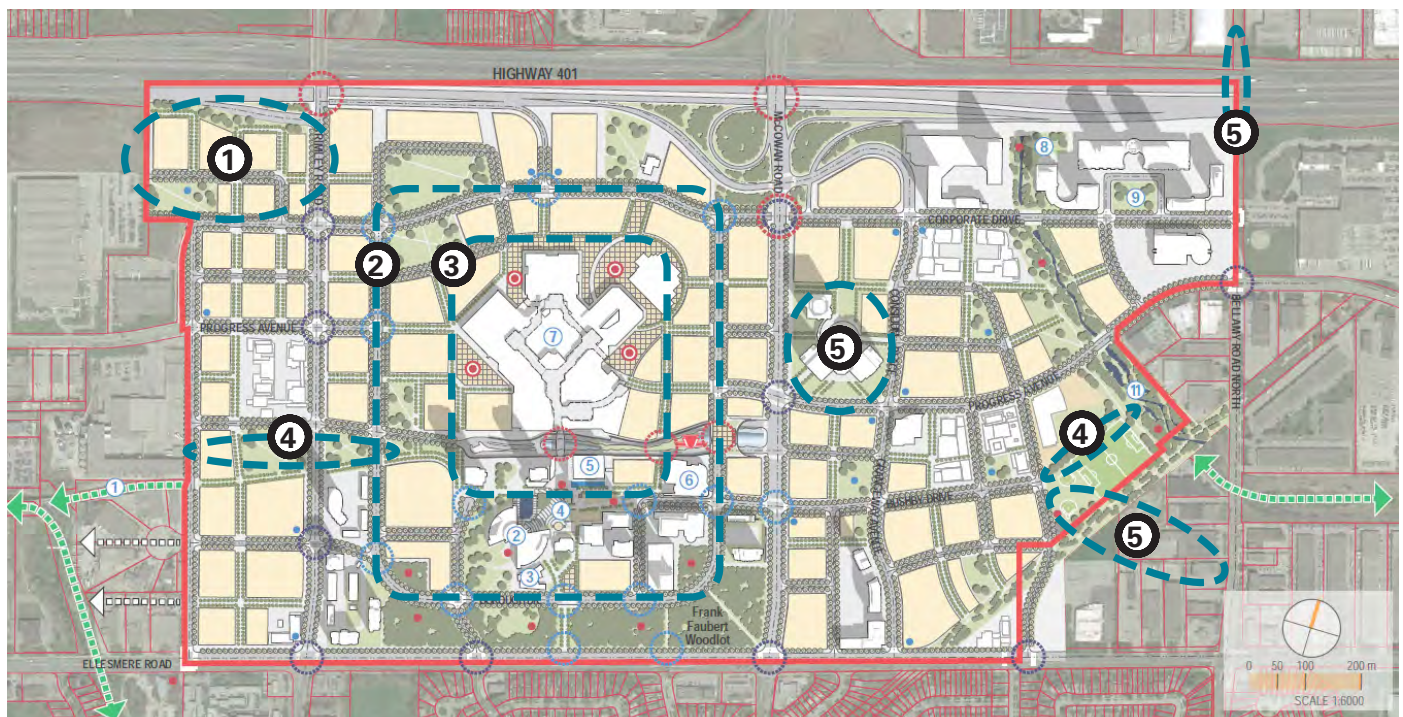 HIGHWAY 401
BRIMLEY ROAD
McCOWAN ROAD
1
5
8
9
CORPORATE DRIVE
2
3
PROGRESS AVENUE
7
5
BELLAMY ROAD NORTH
PROGRESS AVENUE
11
4
4
5
6
1
BUSHBY DRIVE
4
2
5
3
Frank
Faubert
Woodlot
ELLESMERE ROAD
0 50 100 200 m
SCALE 1:6000